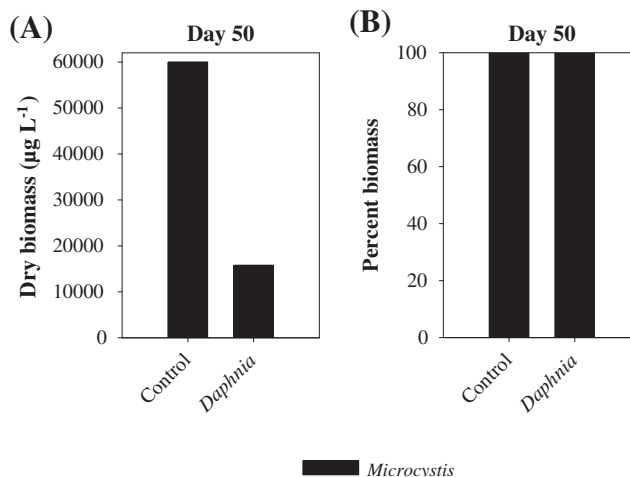 (A)
Day 50
Dry biomass (µg L-1)
60000
50000
40000
30000
20000
10000
0
Control
Daphnia
(B)
Day 50
Percent biomass
100
80
60
40
20
0
Control
Daphnia
Microcystis